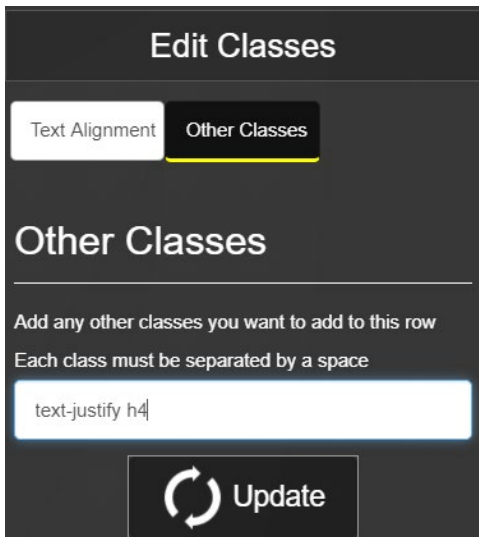 Edit Classes
Text Alignment Other Classes
Other Classes
Add any other classes you want to add to this row
Each class must be separated by a space
text-justify h4
Update